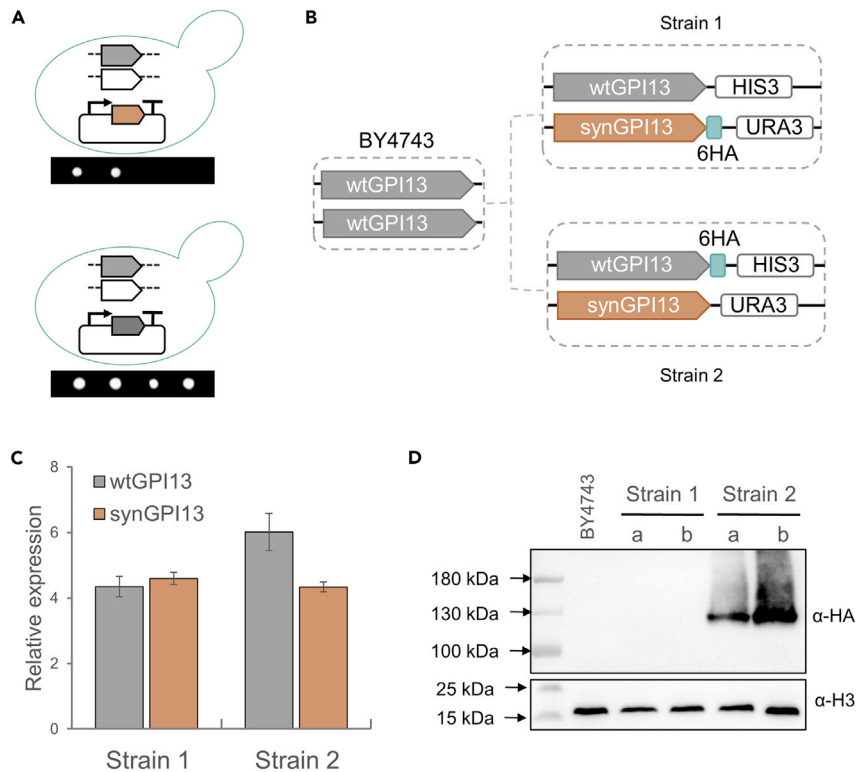 A
B
Strain 1
wtGPI13
HIS3
synGPI13
URA3
6HA
BY4743
wtGPI13
wtGPI13
6HA
wtGPI13
HIS3
synGPI13
URA3
Strain 2
C
8
6
4
2
0
Relative expression
wtGPI13
synGPI13
Strain 1
Strain 2
D
BY4743
Strain 1
Strain 2
a
b
a
b
180 kDa
130 kDa
100 kDa
α-HA
25 kDa
15 kDa
α-H3